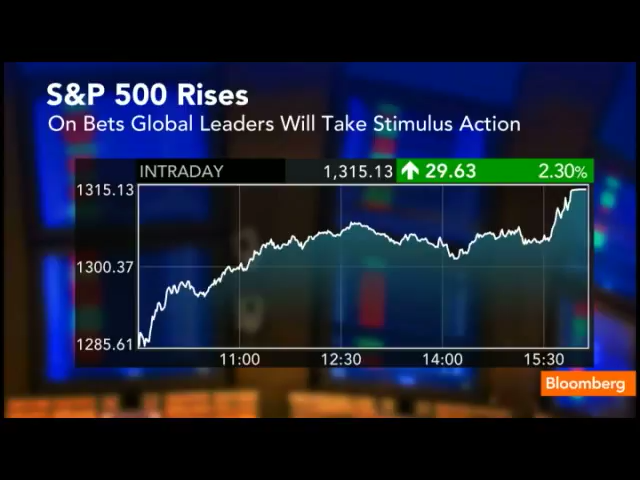 S&P 500 Rises
On Bets Global Leaders Will Take Stimulus Action
INTRADAY 1,315.13 29.63 2.30%
1315.13
1300.37
1285.61
11:00 12:30 14:00 15:30
Bloomberg